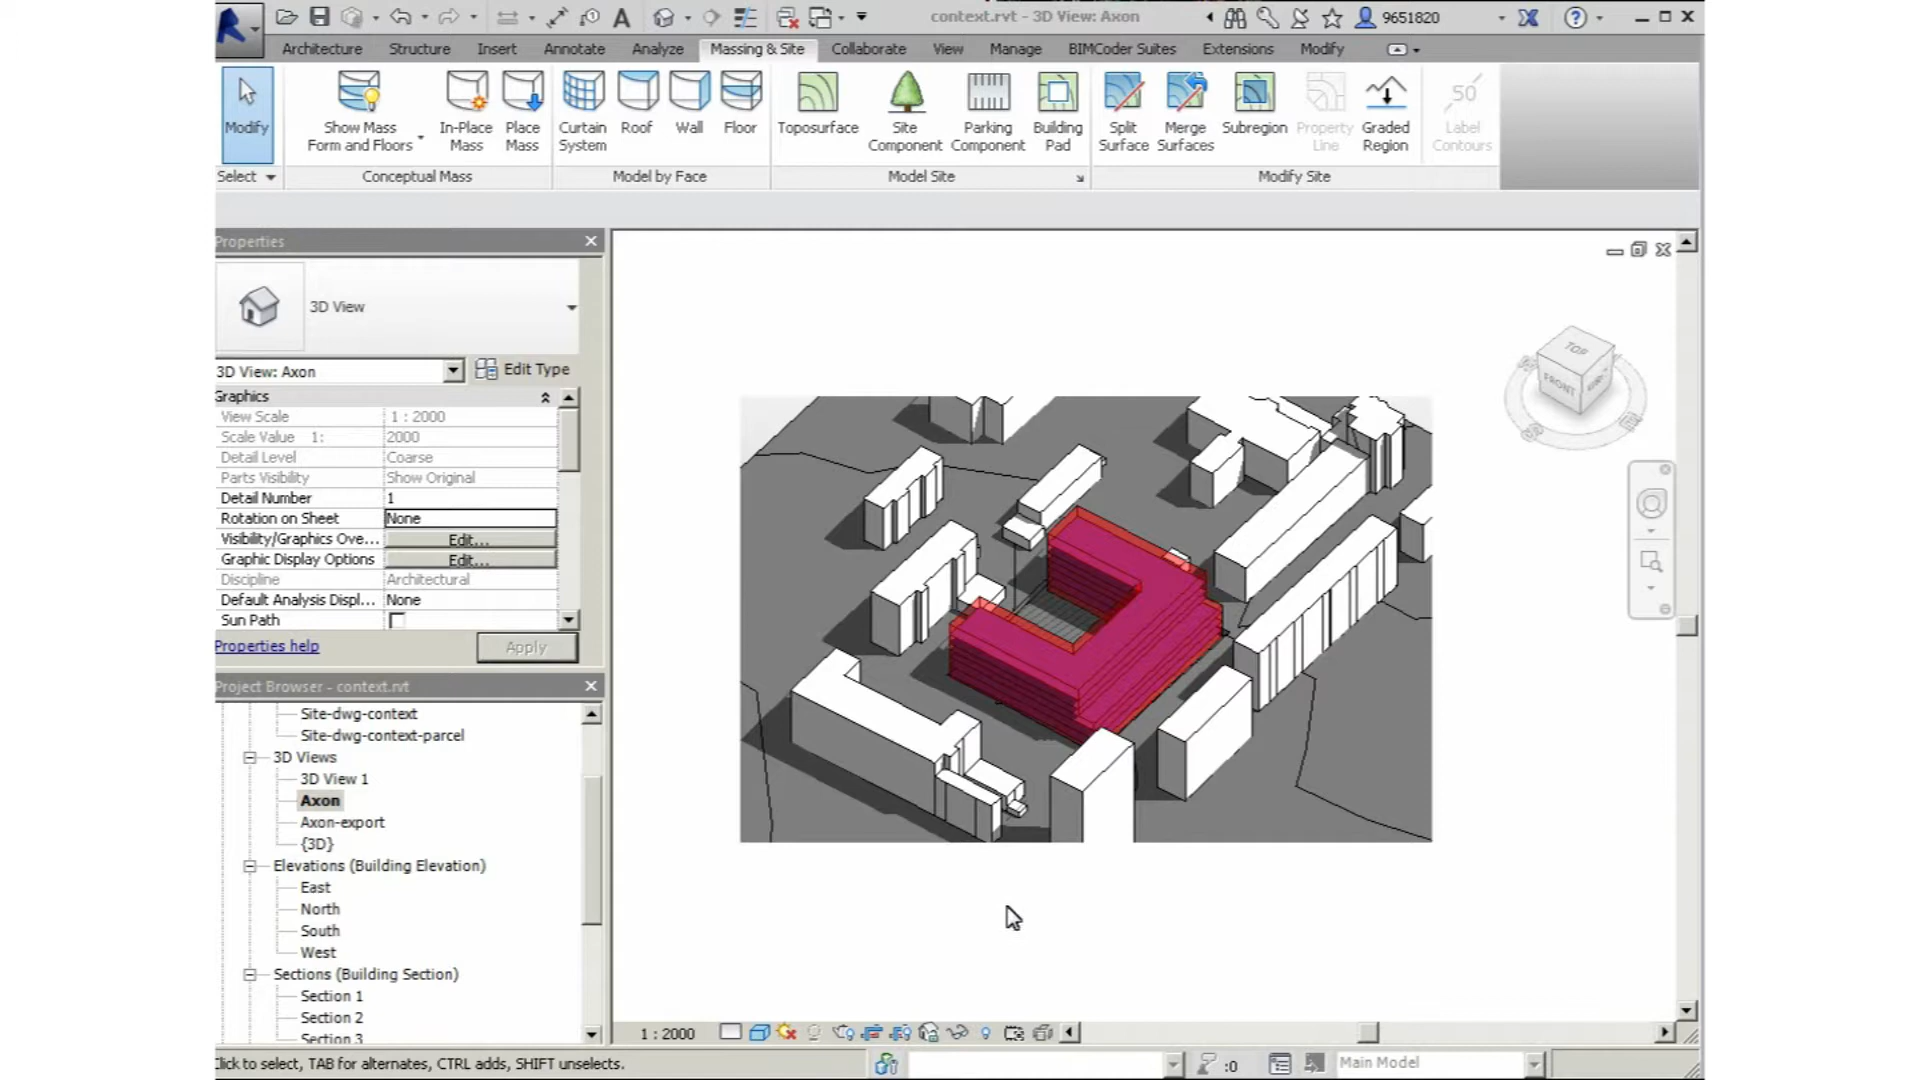 context.rvt - 3D View: Axon
9651820
Architecture Structure Insert Annotate Analyze Massing & Site Collaborate View Manage BIMCoder Suites Extensions Modify
Modify
Show Mass Form and Floors
In-Place Mass
Place Mass
Curtain System
Roof
Wall
Floor
Toposurface
Site Component
Parking Component
Building Pad
Split Surface
Merge Surfaces
Subregion
Property Line
Graded Region
50
Label Contours
Select
Conceptual Mass
Model by Face
Model Site
Modify Site
Properties
3D View
3D View: Axon
Edit Type
Graphics
View Scale 1 : 2000
Scale Value 1: 2000
Detail Level Coarse
Parts Visibility Show Original
Detail Number 1
Rotation on Sheet None
Visibility/Graphics Ove... Edit...
Graphic Display Options Edit...
Discipline Architectural
Default Analysis Displ... None
Sun Path
Properties help
Apply
Project Browser - context.rvt
Site-dwg-context
Site-dwg-context-parcel
3D Views
3D View 1
Axon
Axon-export
{3D}
Elevations (Building Elevation)
East
North
South
West
Sections (Building Section)
Section 1
Section 2
Section 3
TOP
FRONT
1 : 2000
Click to select, TAB for alternates, CTRL adds, SHIFT unselects.
:0
Main Model